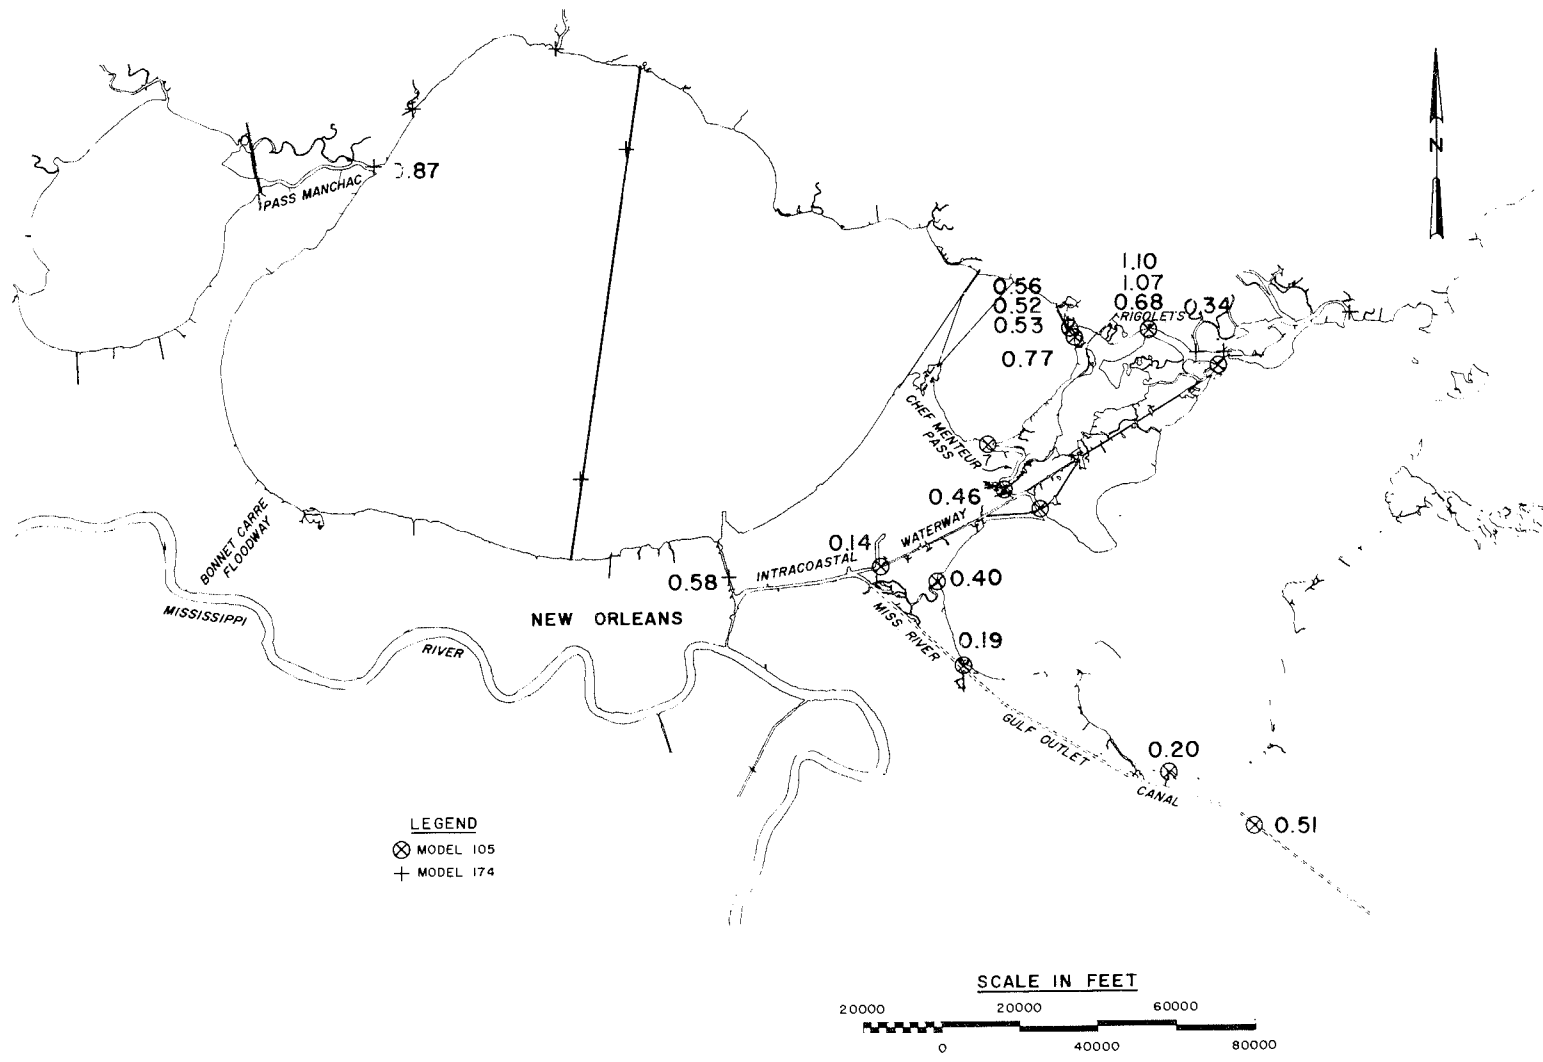 .87
PASS MANCHAC
N
1.10
1.07
0.68
RIGOLETS
0.34
0.56
0.52
0.53
0.77
CHEF MENTEUR
PASS
0.46
WATERWAY
0.14
INTRACOASTAL
0.58
0.40
MISS RIVER
0.19
GULF OUTLET
CANAL
0.20
0.51
BONNET CARRE
FLOODWAY
MISSISSIPPI
RIVER
NEW ORLEANS
LEGEND
MODEL 105
MODEL 174
SCALE IN FEET
20000 20000 60000
0 40000 80000